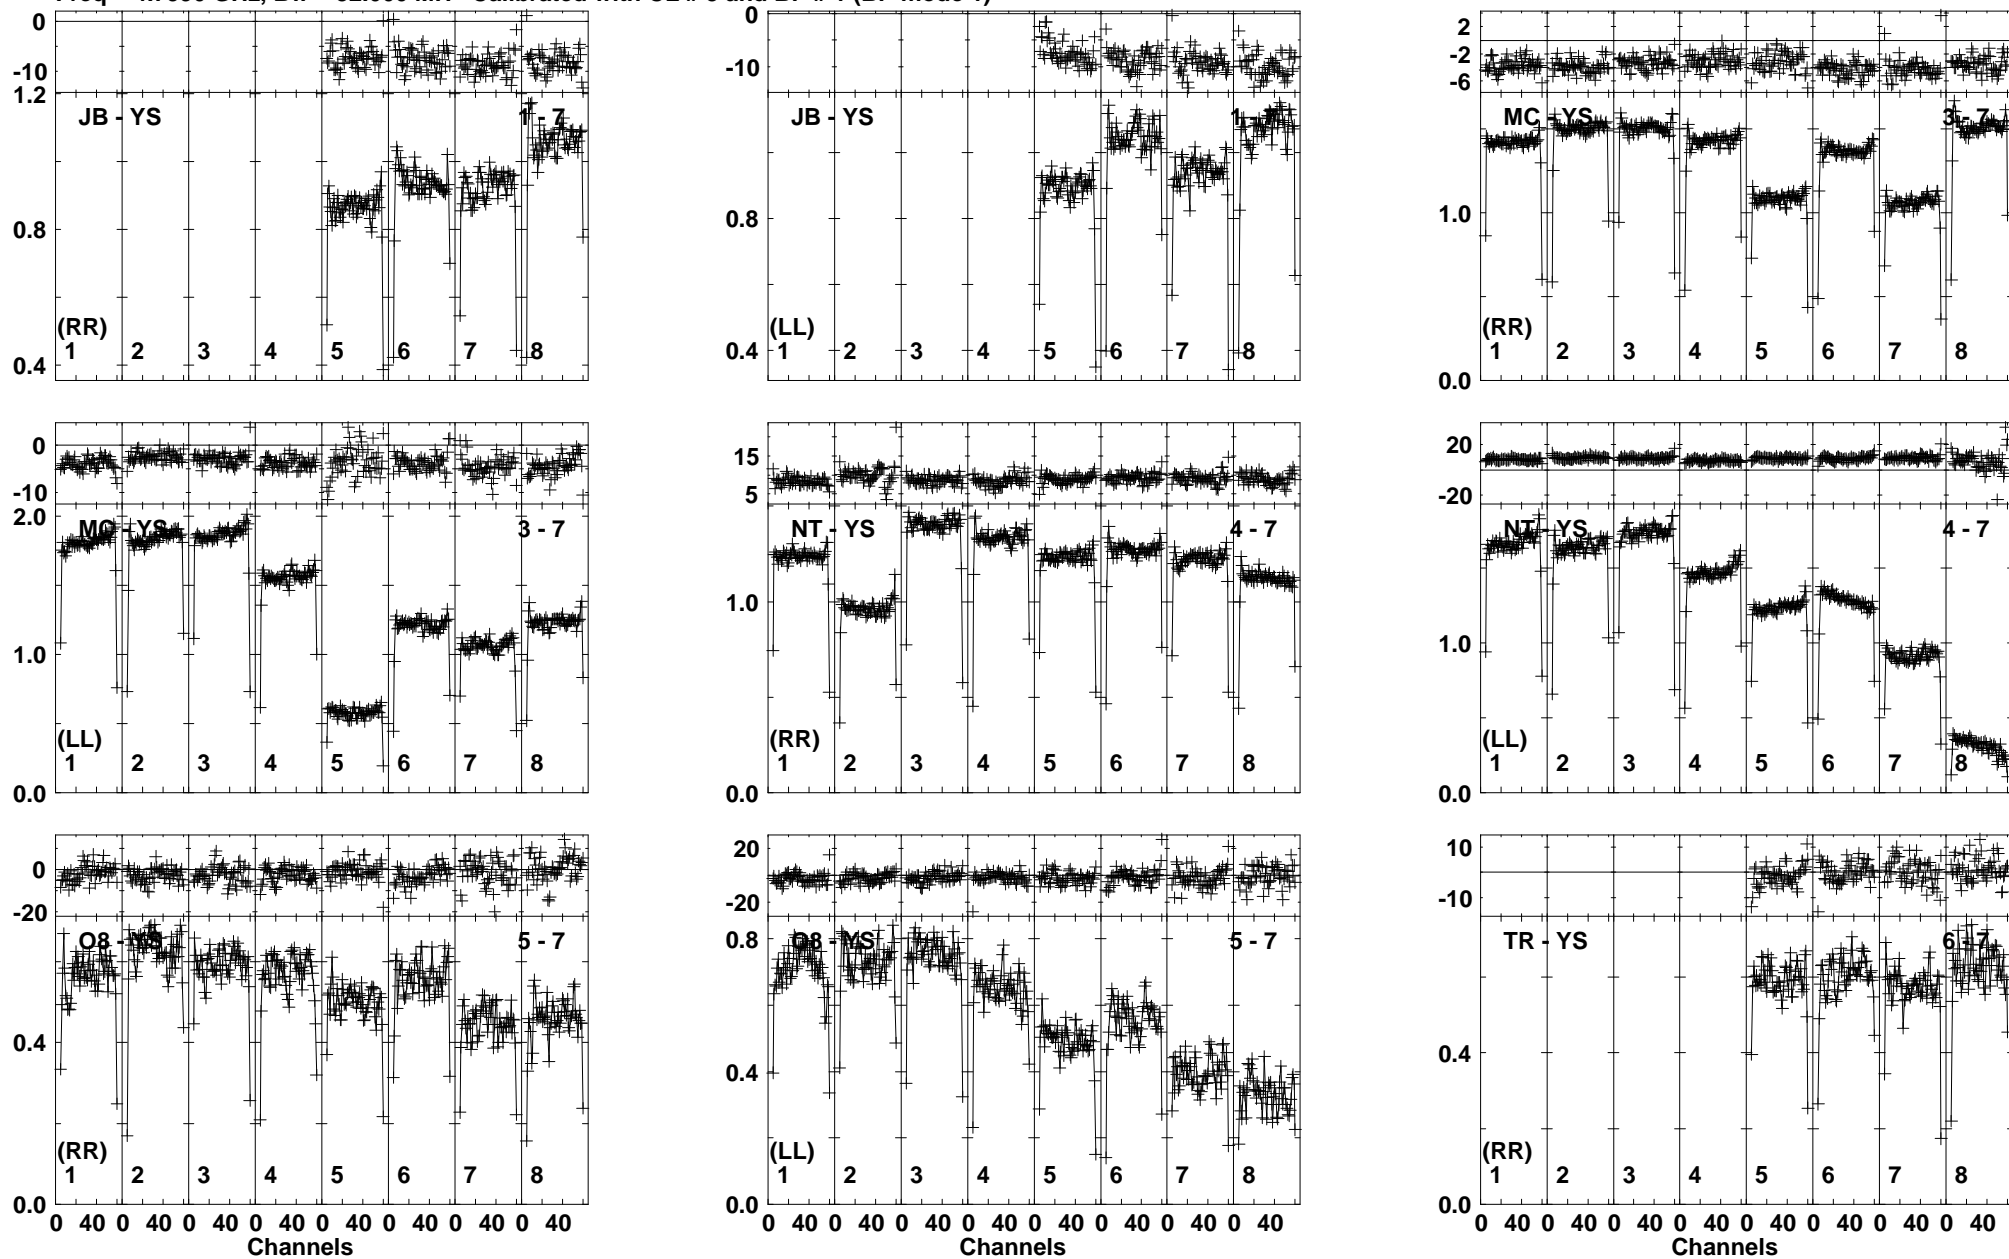 0 -10 1.2 0.8 0.4
JB - YS 1 - 7
(RR)
1 2 3 4 5 6 7 8
0 -10 0.8 0.4
JB - YS
(LL)
1 2 3 4 5 6 7 8
2 -2 -6 1.0 0.0
MC - YS 3 - 7
(RR)
1 2 3 4 5 6 7 8
0 -10 2.0 1.0 0.0
MC - YS 3 - 7
(LL)
1 2 3 4 5 6 7 8
15 5 1.0 0.0
NT - YS 4 - 7
(RR)
1 2 3 4 5 6 7 8
20 -20 1.0 0.0
NT - YS 4 - 7
(LL)
1 2 3 4 5 6 7 8
0 -20 0.4 0.0
O8 - YS 5 - 7
(RR)
1 2 3 4 5 6 7 8
0 40 0 40 0 40 0 40 0 40 0 40 0 40 0 40
Channels
20 -20 0.8 0.4 0.0
O8 - YS 5 - 7
(LL)
1 2 3 4 5 6 7 8
0 40 0 40 0 40 0 40 0 40 0 40 0 40 0 40
Channels
10 -10 0.4 0.0
TR - YS 6 - 7
(RR)
1 2 3 4 5 6 7 8
0 40 0 40 0 40 0 40 0 40 0 40 0 40 0 40
Channels